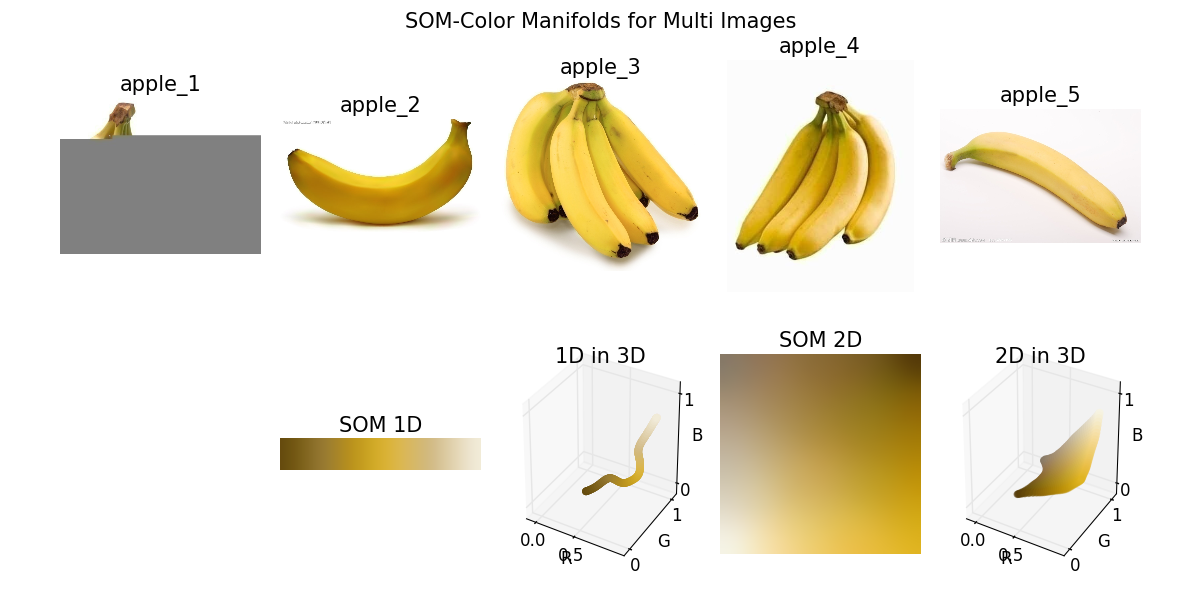 SOM-Color Manifolds for Multi Images
apple_1
apple_2
apple_3
apple_4
apple_5
SOM 1D
1D in 3D
1
B
0
1
G
0
0.0
0.5
R
SOM 2D
2D in 3D
1
B
0
1
G
0
0.0
0.5
R